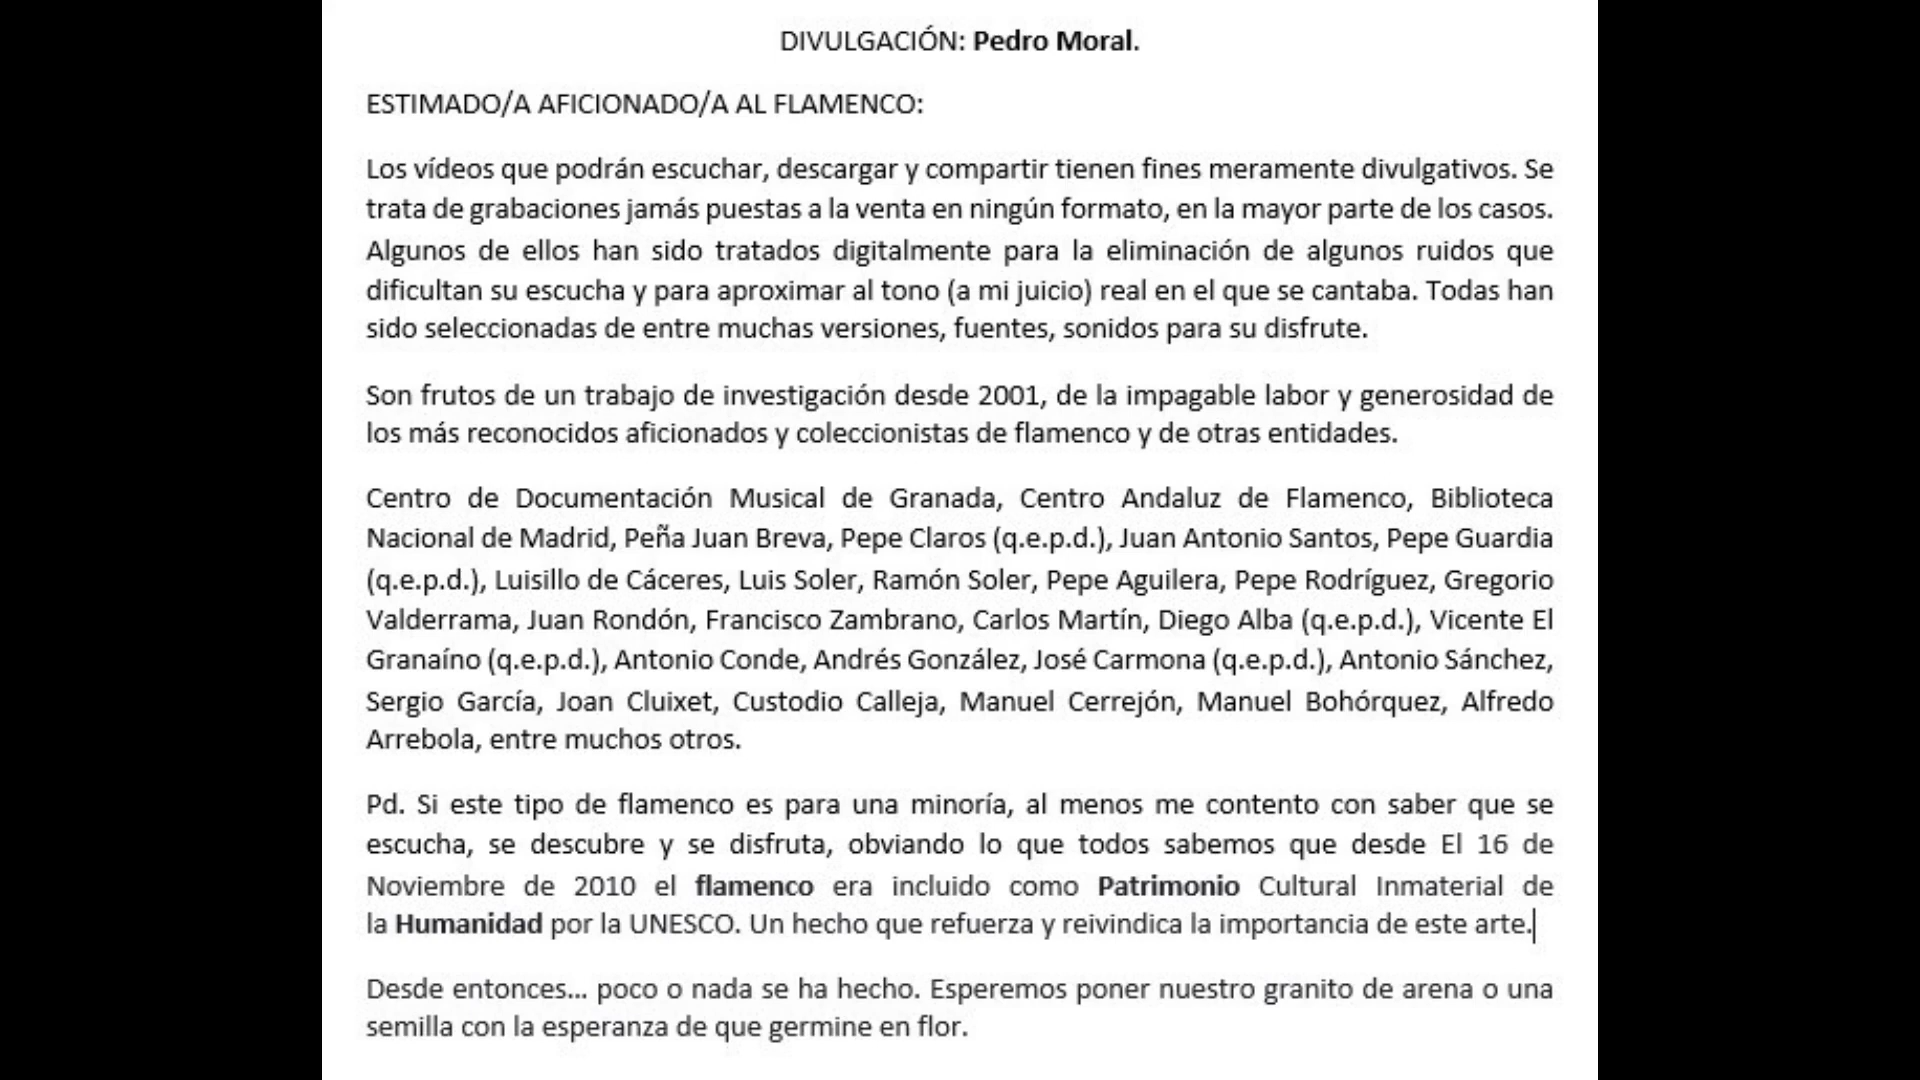 DIVULGACIÓN: Pedro Moral.
ESTIMADO/A AFICIONADO/A AL FLAMENCO:
Los vídeos que podrán escuchar, descargar y compartir tienen fines meramente divulgativos. Se
trata de grabaciones jamás puestas a la venta en ningún formato, en la mayor parte de los casos.
Algunos de ellos han sido tratados digitalmente para la eliminación de algunos ruidos que
dificultan su escucha y para aproximar al tono (a mi juicio) real en el que se cantaba. Todas han
sido seleccionadas de entre muchas versiones, fuentes, sonidos para su disfrute.
Son frutos de un trabajo de investigación desde 2001, de la impagable labor y generosidad de
los más reconocidos aficionados y coleccionistas de flamenco y de otras entidades.
Centro de Documentación Musical de Granada, Centro Andaluz de Flamenco, Biblioteca
Nacional de Madrid, Peña Juan Breva, Pepe Claros (q.e.p.d.), Juan Antonio Santos, Pepe Guardia
(q.e.p.d.), Luisillo de Cáceres, Luis Soler, Ramón Soler, Pepe Aguilera, Pepe Rodríguez, Gregorio
Valderrama, Juan Rondón, Francisco Zambrano, Carlos Martín, Diego Alba (q.e.p.d.), Vicente El
Granaíno (q.e.p.d.), Antonio Conde, Andrés González, José Carmona (q.e.p.d.), Antonio Sánchez,
Sergio García, Joan Cluixet, Custodio Calleja, Manuel Cerrejón, Manuel Bohórquez, Alfredo
Arrebola, entre muchos otros.
Pd. Si este tipo de flamenco es para una minoría, al menos me contento con saber que se
escucha, se descubre y se disfruta, obviando lo que todos sabemos que desde El 16 de
Noviembre de 2010 el flamenco era incluido como Patrimonio Cultural Inmaterial de
la Humanidad por la UNESCO. Un hecho que refuerza y reivindica la importancia de este arte.
Desde entonces... poco o nada se ha hecho. Esperemos poner nuestro granito de arena o una
semilla con la esperanza de que germine en flor.